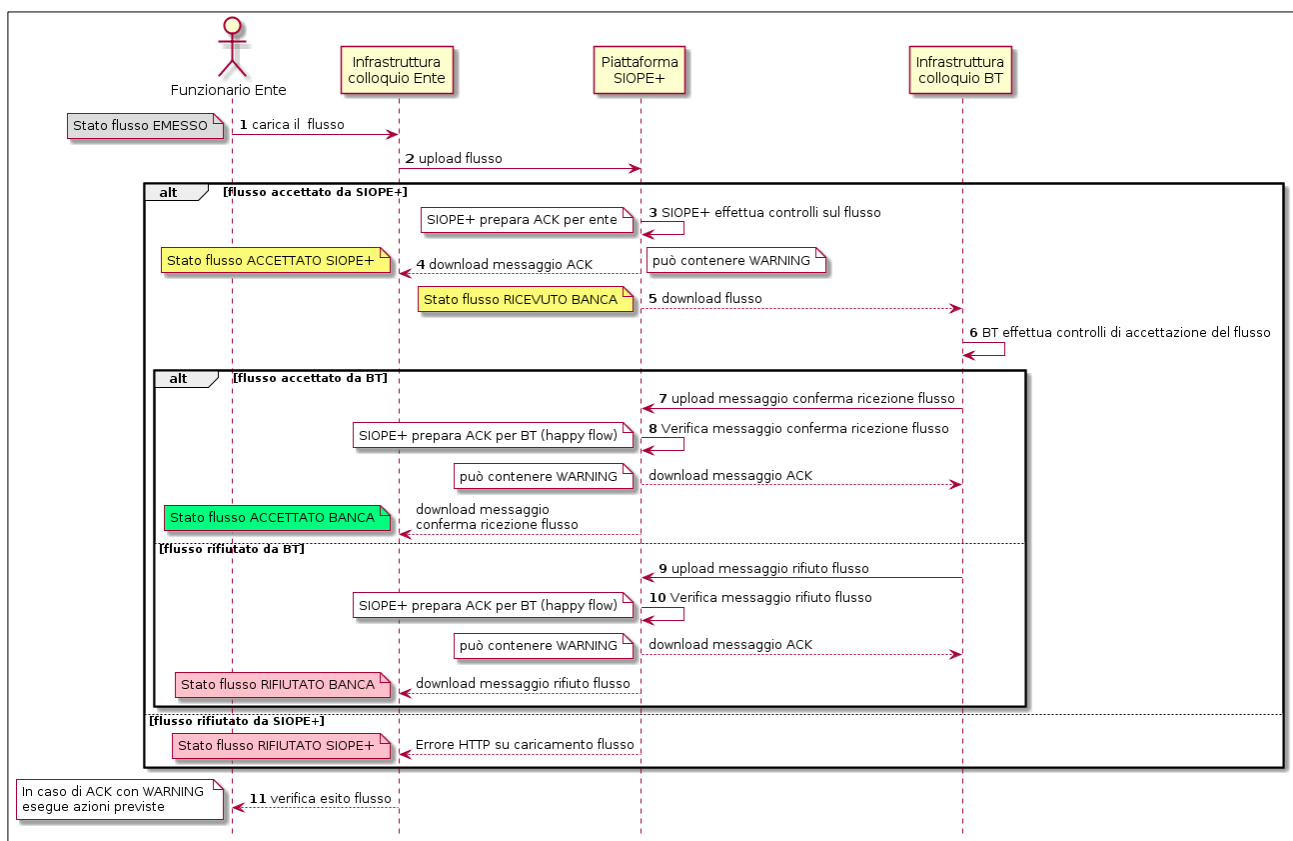 Funzionario Ente
Infrastruttura
colloquio Ente
Piattaforma
SIOPE+
Infrastruttura
colloquio BT
Stato flusso EMESSO
1 carica il  flusso
2 upload flusso
alt
[flusso accettato da SIOPE+]
SIOPE+ prepara ACK per ente
3 SIOPE+ effettua controlli sul flusso
Stato flusso ACCETTATO SIOPE+
4 download messaggio ACK
può contenere WARNING
Stato flusso RICEVUTO BANCA
5 download flusso
6 BT effettua controlli di accettazione del flusso
alt
[flusso accettato da BT]
7 upload messaggio conferma ricezione flusso
SIOPE+ prepara ACK per BT (happy flow)
8 Verifica messaggio conferma ricezione flusso
può contenere WARNING
download messaggio ACK
Stato flusso ACCETTATO BANCA
download messaggio
conferma ricezione flusso
[flusso rifiutato da BT]
9 upload messaggio rifiuto flusso
SIOPE+ prepara ACK per BT (happy flow)
10 Verifica messaggio rifiuto flusso
può contenere WARNING
download messaggio ACK
Stato flusso RIFIUTATO BANCA
download messaggio rifiuto flusso
[flusso rifiutato da SIOPE+]
Stato flusso RIFIUTATO SIOPE+
Errore HTTP su caricamento flusso
In caso di ACK con WARNING
esegue azioni previste
11 verifica esito flusso